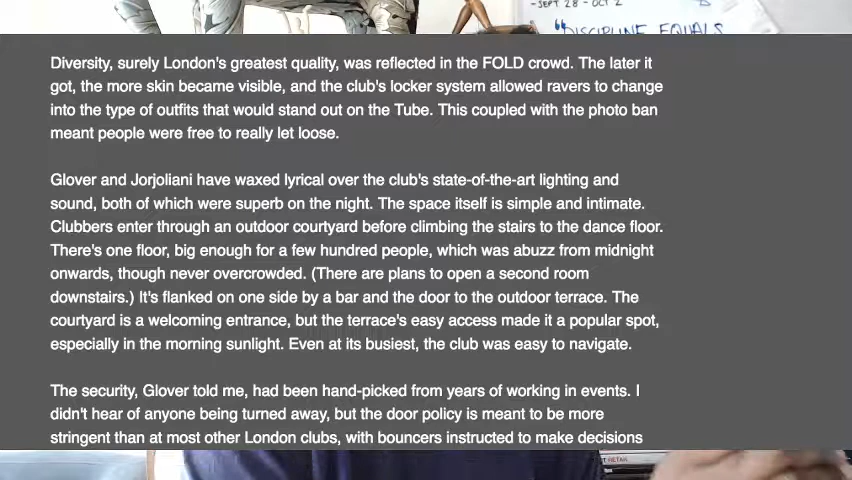 -SEPT 28 - OCT 2
"DISCIPLINE EQUALS
Diversity, surely London's greatest quality, was reflected in the FOLD crowd. The later it
got, the more skin became visible, and the club's locker system allowed ravers to change
into the type of outfits that would stand out on the Tube. This coupled with the photo ban
meant people were free to really let loose.
Glover and Jorjoliani have waxed lyrical over the club's state-of-the-art lighting and
sound, both of which were superb on the night. The space itself is simple and intimate.
Clubbers enter through an outdoor courtyard before climbing the stairs to the dance floor.
There's one floor, big enough for a few hundred people, which was abuzz from midnight
onwards, though never overcrowded. (There are plans to open a second room
downstairs.) It's flanked on one side by a bar and the door to the outdoor terrace. The
courtyard is a welcoming entrance, but the terrace's easy access made it a popular spot,
especially in the morning sunlight. Even at its busiest, the club was easy to navigate.
The security, Glover told me, had been hand-picked from years of working in events. I
didn't hear of anyone being turned away, but the door policy is meant to be more
stringent than at most other London clubs, with bouncers instructed to make decisions